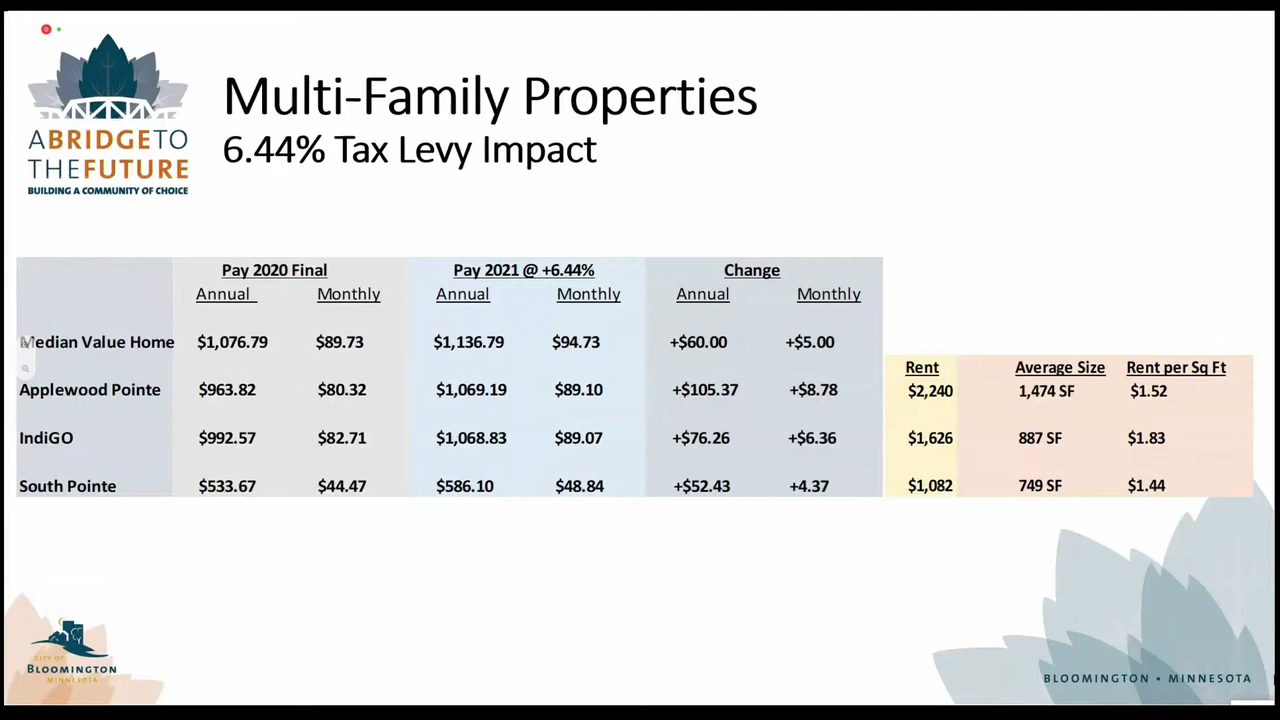 A BRIDGE TO
THE FUTURE
BUILDING A COMMUNITY OF CHOICE
Multi-Family Properties
6.44% Tax Levy Impact
Pay 2020 Final Pay 2021 @ +6.44% Change
Annual Monthly Annual Monthly Annual Monthly
Median Value Home $1,076.79 $89.73 $1,136.79 $94.73 +$60.00 +$5.00
Rent Average Size Rent per Sq Ft
Applewood Pointe $963.82 $80.32 $1,069.19 $89.10 +$105.37 +$8.78 $2,240 1,474 SF $1.52
IndiGO $992.57 $82.71 $1,068.83 $89.07 +$76.26 +$6.36 $1,626 887 SF $1.83
South Pointe $533.67 $44.47 $586.10 $48.84 +$52.43 +4.37 $1,082 749 SF $1.44
CITY OF
BLOOMINGTON
MINNESOTA
BLOOMINGTON • MINNESOTA